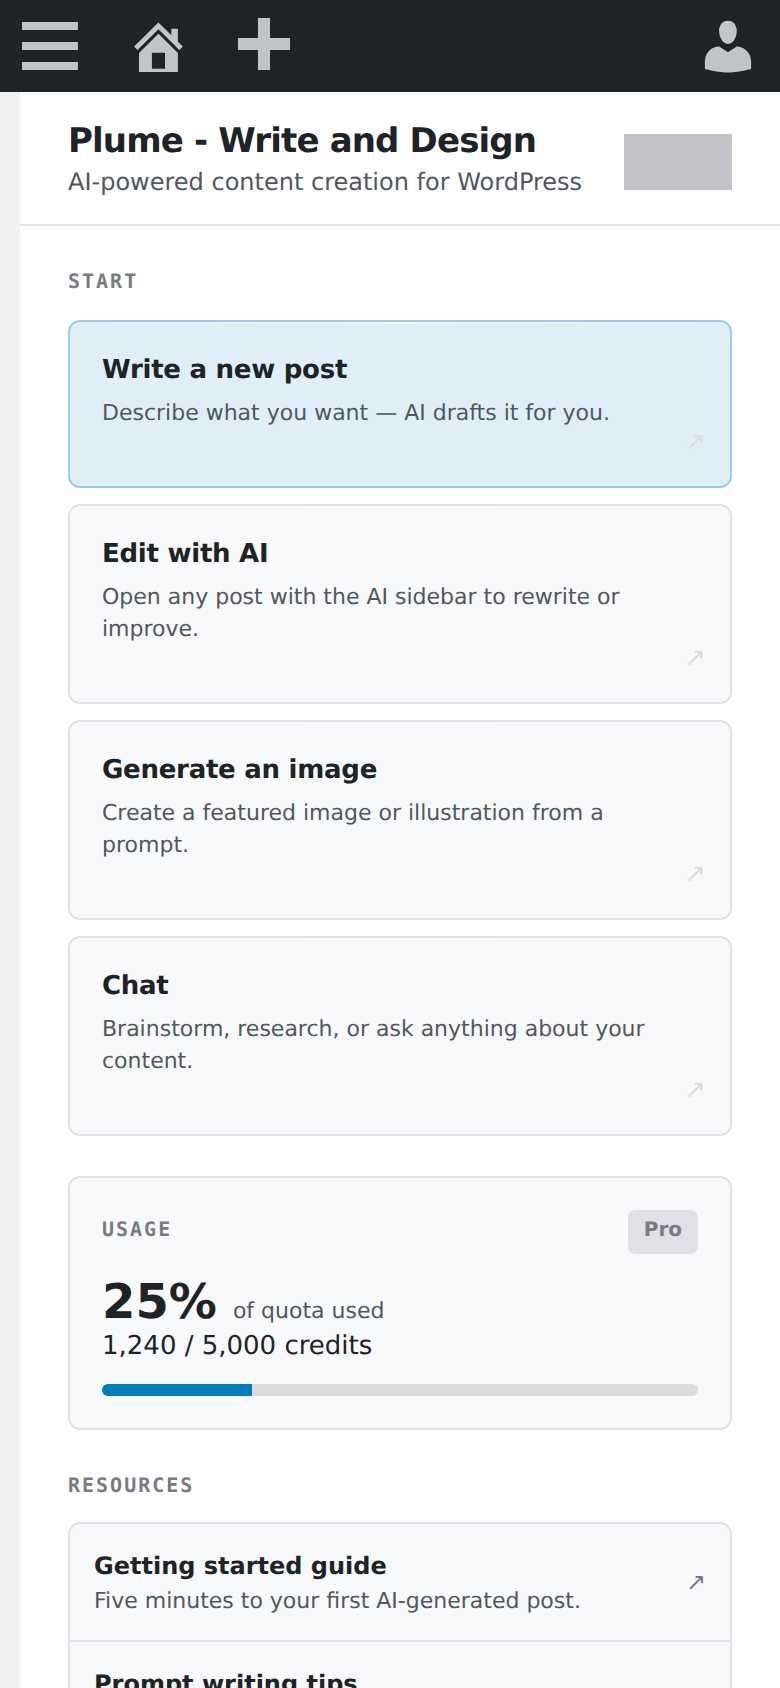 Plume - Write and Design
AI-powered content creation for WordPress
START
Write a new post
Describe what you want — AI drafts it for you.
↗
Edit with AI
Open any post with the AI sidebar to rewrite or
improve.
↗
Generate an image
Create a featured image or illustration from a
prompt.
↗
Chat
Brainstorm, research, or ask anything about your
content.
↗
USAGE
Pro
25% of quota used
1,240 / 5,000 credits
RESOURCES
Getting started guide
Five minutes to your first AI-generated post.
↗
Prompt writing tips